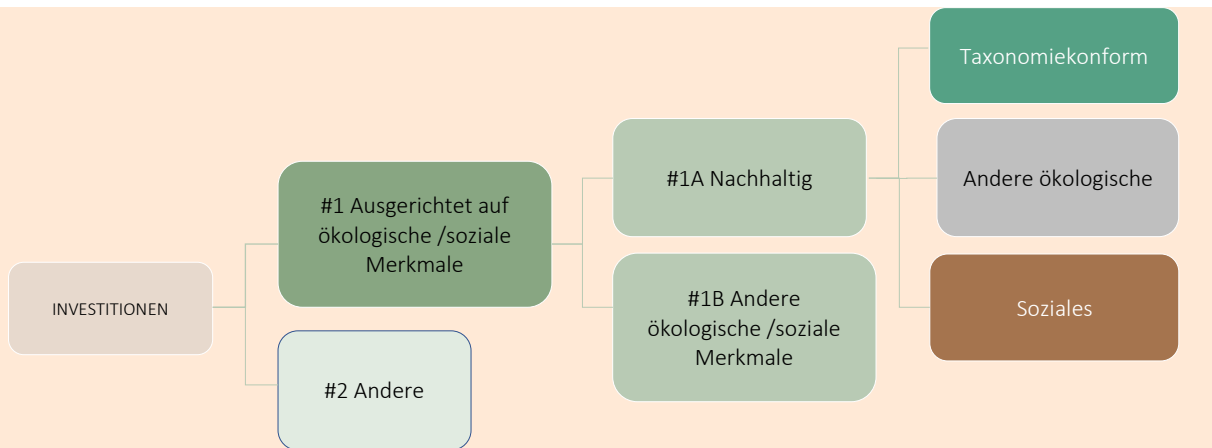 INVESTITIONEN
#1 Ausgerichtet auf
ökologische /soziale
Merkmale
#2 Andere
#1A Nachhaltig
#1B Andere
ökologische /soziale
Merkmale
Taxonomiekonform
Andere ökologische
Soziales